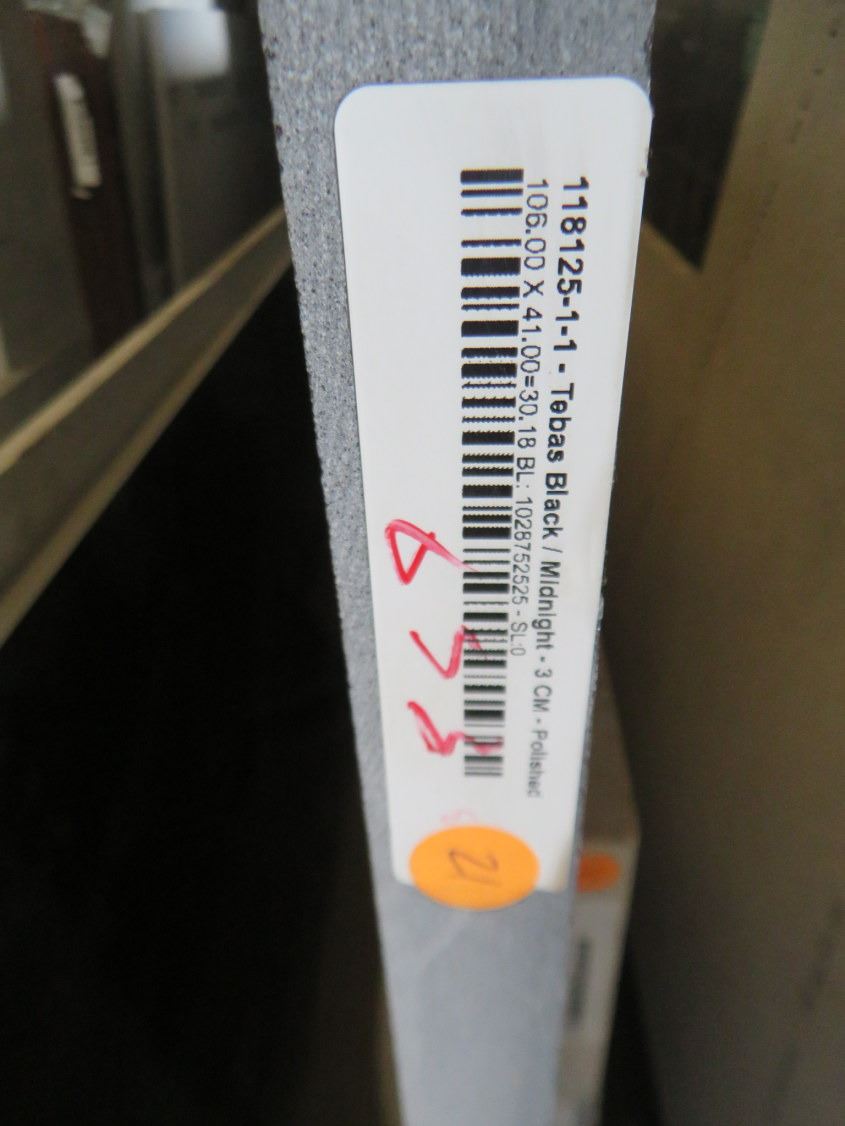 118125-1-1 - Tebas Black / Midnight - 3 CM - Polished
106.00 X 41.00=30.18 BL: 1028752525 - SL:0
21